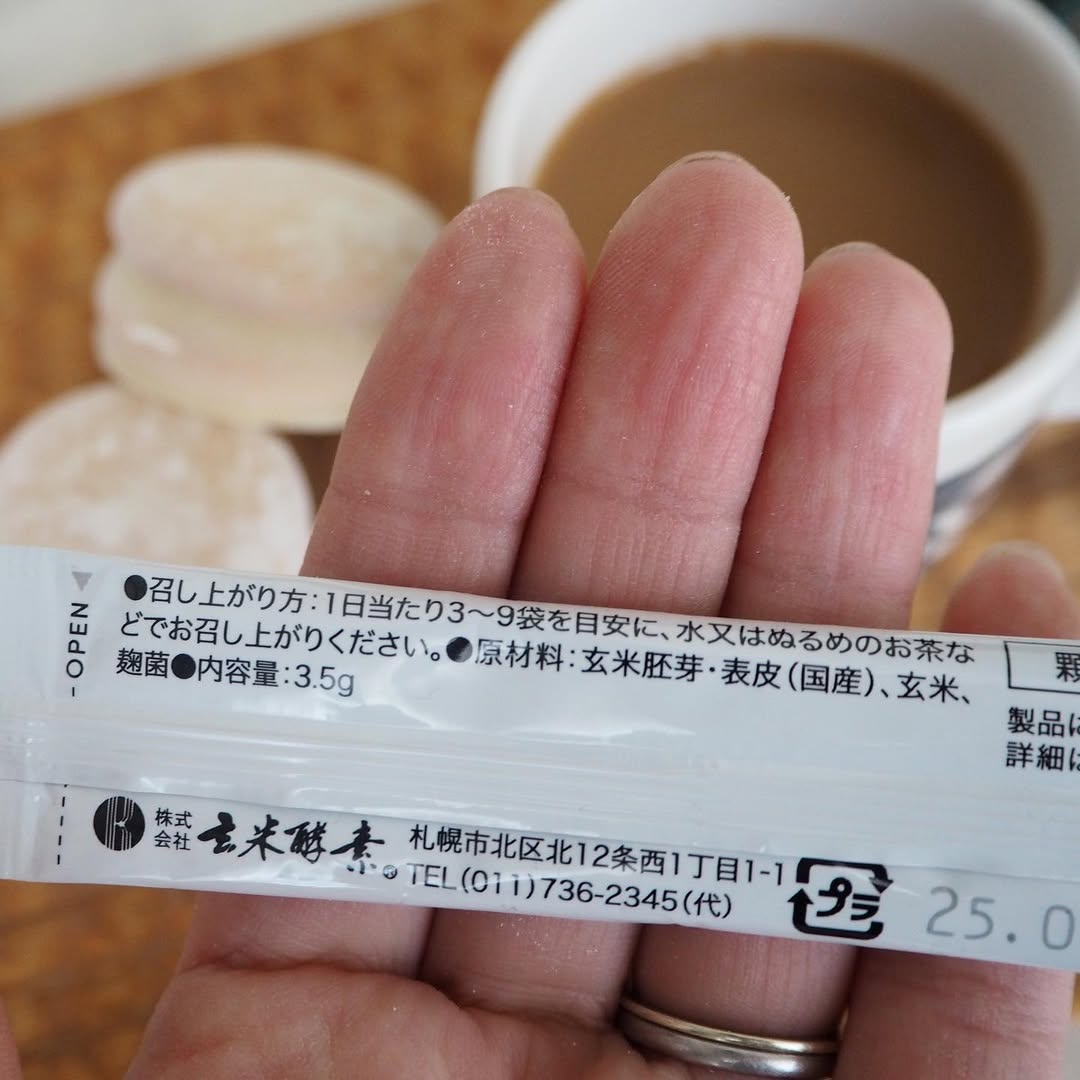 OPEN
●召し上がり方:1日当たり3〜9袋を目安に、水又はぬるめのお茶な
どでお召し上がりください。●原材料:玄米胚芽・表皮(国産)、玄米、
麹菌●内容量:3.5g
顆
製品は
詳細は
株式
会社
玄米酵素®
札幌市北区北12条西1丁目1-1
TEL(011)736-2345(代)
プラ
25.0